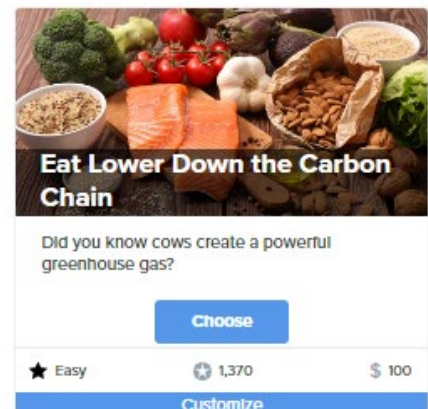 Eat Lower Down the Carbon
Chain
Did you know cows create a powerful
greenhouse gas?
Choose
Easy 1,370 $ 100
Customize